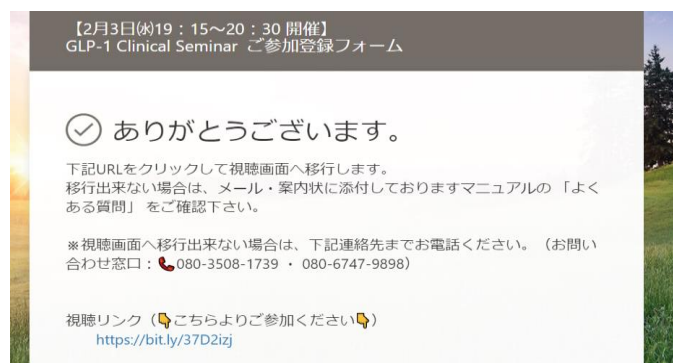 【2月3日㈬19：15～20：30 開催】
GLP-1 Clinical Seminar ご参加登録フォーム
ありがとうございます。
下記URLをクリックして視聴画面へ移行します。
移行出来ない場合は、メール・案内状に添付しておりますマニュアルの 「よく
ある質問」 をご確認下さい。
※視聴画面へ移行出来ない場合は、下記連絡先までお電話ください。（お問い
合わせ窓口：📞080-3508-1739 ・ 080-6747-9898）
視聴リンク（👇こちらよりご参加ください👇）
https://bit.ly/37D2izj